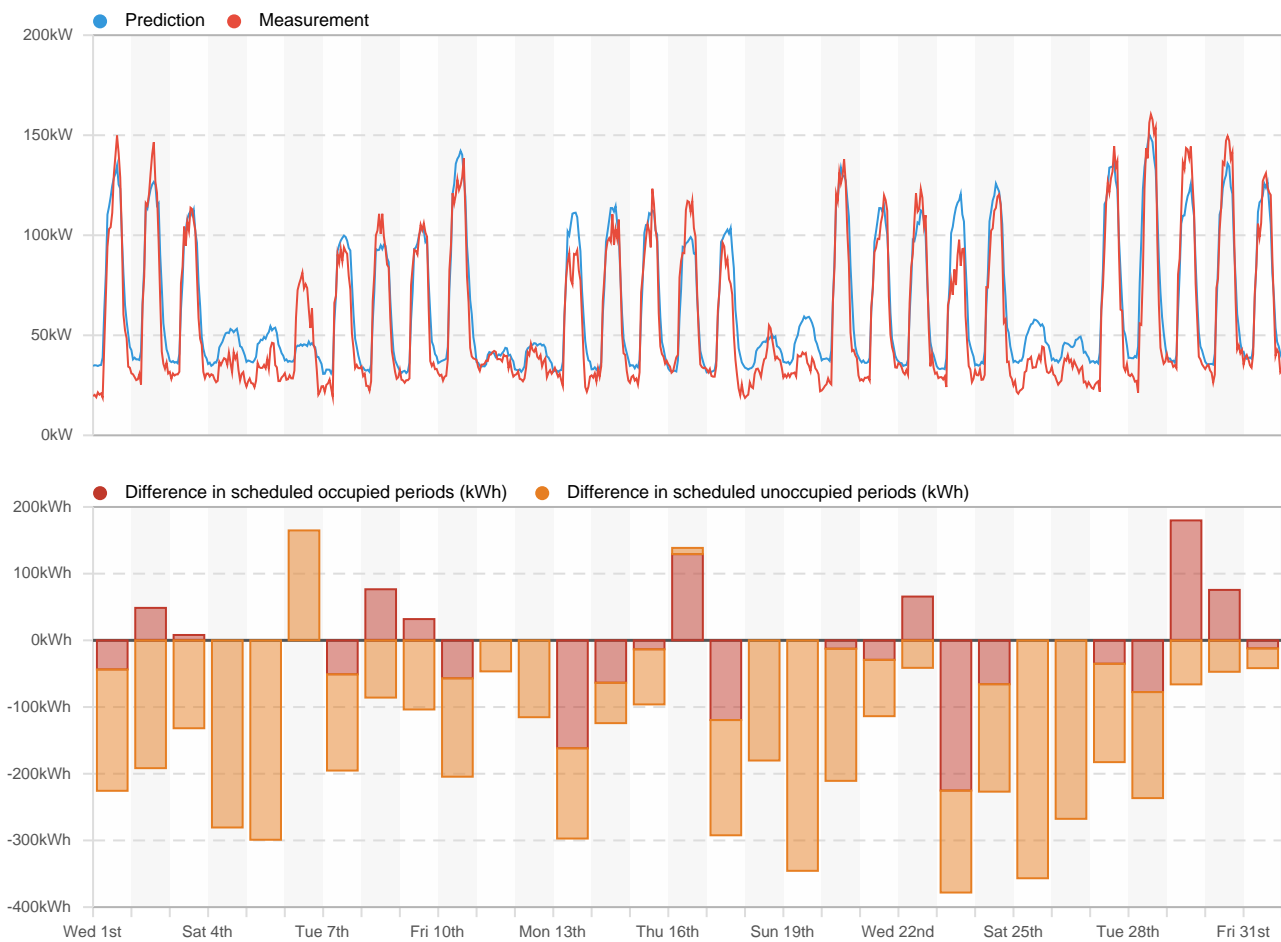 Prediction Measurement
200kW
150kW
100kW
50kW
0kW
Difference in scheduled occupied periods (kWh) Difference in scheduled unoccupied periods (kWh)
200kWh
100kWh
0kWh
-100kWh
-200kWh
-300kWh
-400kWh
Wed 1st Sat 4th Tue 7th Fri 10th Mon 13th Thu 16th Sun 19th Wed 22nd Sat 25th Tue 28th Fri 31st